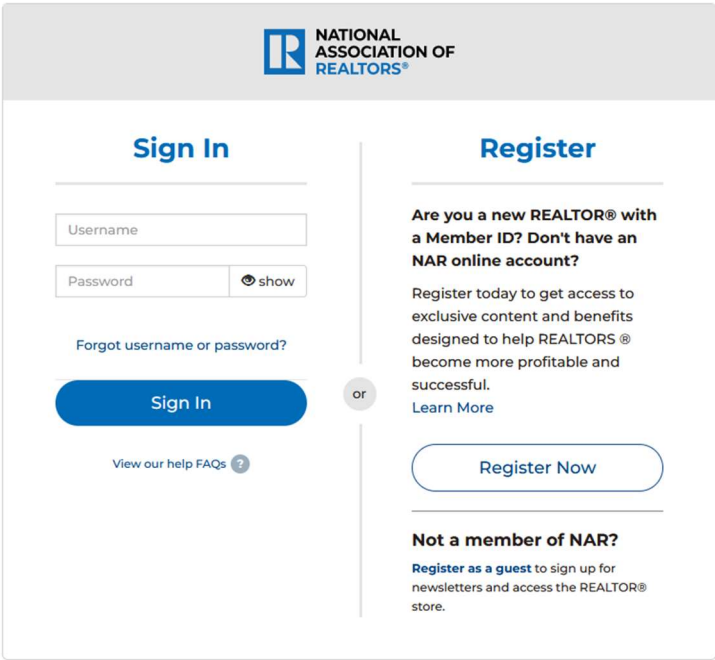 NATIONAL
ASSOCIATION OF
REALTORS®
Sign In
Username
Password
show
Forgot username or password?
Sign In
View our help FAQs ?
or
Register
Are you a new REALTOR® with
a Member ID? Don't have an
NAR online account?
Register today to get access to
exclusive content and benefits
designed to help REALTORS ®
become more profitable and
successful.
Learn More
Register Now
Not a member of NAR?
Register as a guest to sign up for
newsletters and access the REALTOR®
store.